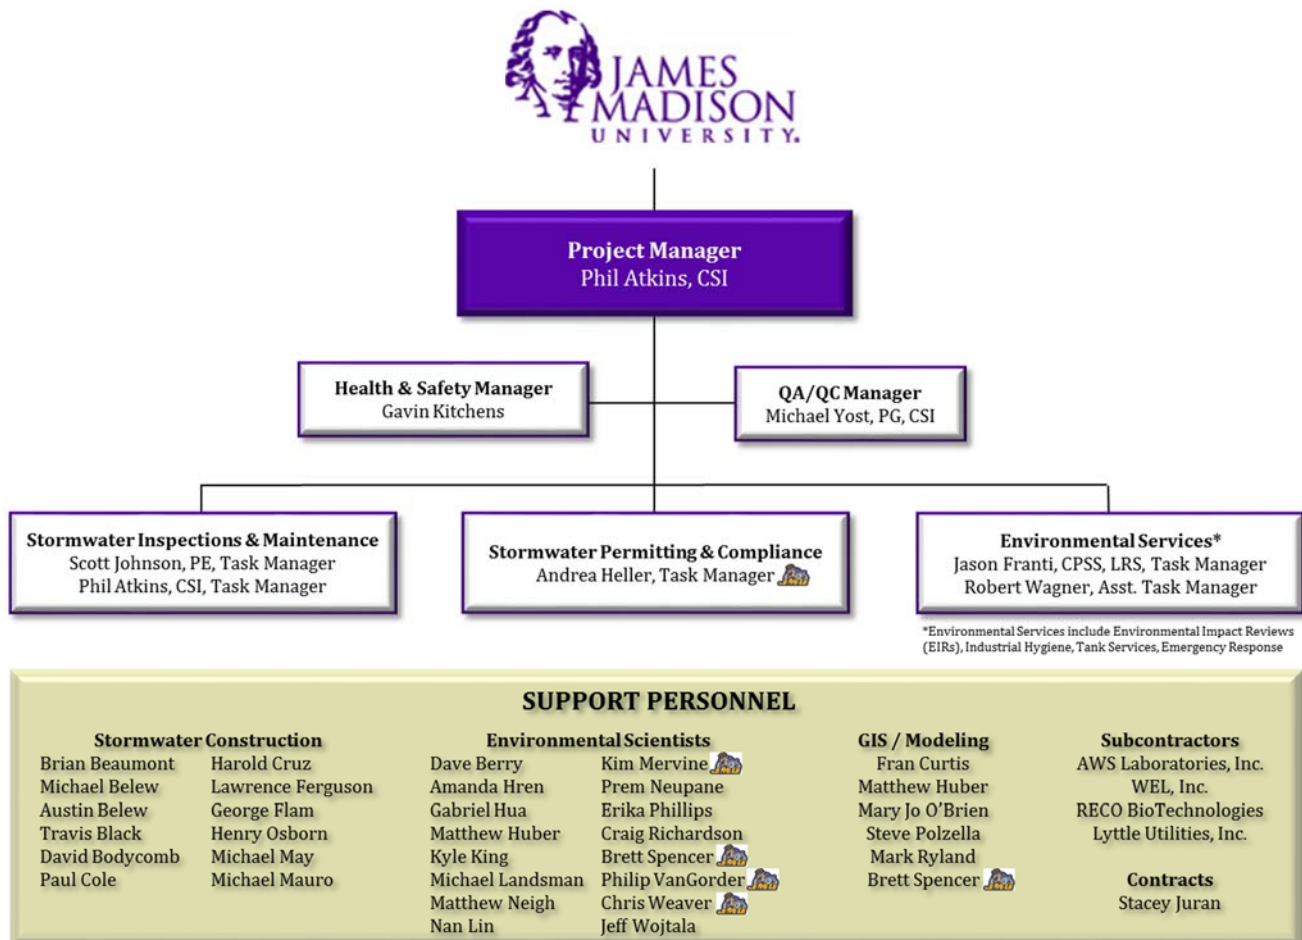 JAMES
MADISON
UNIVERSITY.
Project Manager
Phil Atkins, CSI
Health & Safety Manager
Gavin Kitchens
QA/QC Manager
Michael Yost, PG, CSI
Stormwater Inspections & Maintenance
Scott Johnson, PE, Task Manager
Phil Atkins, CSI, Task Manager
Stormwater Permitting & Compliance
Andrea Heller, Task Manager
Environmental Services*
Jason Franti, CPSS, LRS, Task Manager
Robert Wagner, Asst. Task Manager
*Environmental Services include Environmental Impact Reviews
(EIRs), Industrial Hygiene, Tank Services, Emergency Response
SUPPORT PERSONNEL
Stormwater Construction
Brian Beaumont
Michael Belew
Austin Belew
Travis Black
David Bodycomb
Paul Cole
Harold Cruz
Lawrence Ferguson
George Flam
Henry Osborn
Michael May
Michael Mauro
Environmental Scientists
Dave Berry
Amanda Hren
Gabriel Hua
Matthew Huber
Kyle King
Michael Landsman
Matthew Neigh
Nan Lin
Kim Mervine
Prem Neupane
Erika Phillips
Craig Richardson
Brett Spencer
Philip VanGorder
Chris Weaver
Jeff Wojtala
GIS / Modeling
Fran Curtis
Matthew Huber
Mary Jo O'Brien
Steve Polzella
Mark Ryland
Brett Spencer
Subcontractors
AWS Laboratories, Inc.
WEL, Inc.
RECO BioTechnologies
Lyttle Utilities, Inc.
Contracts
Stacey Juran